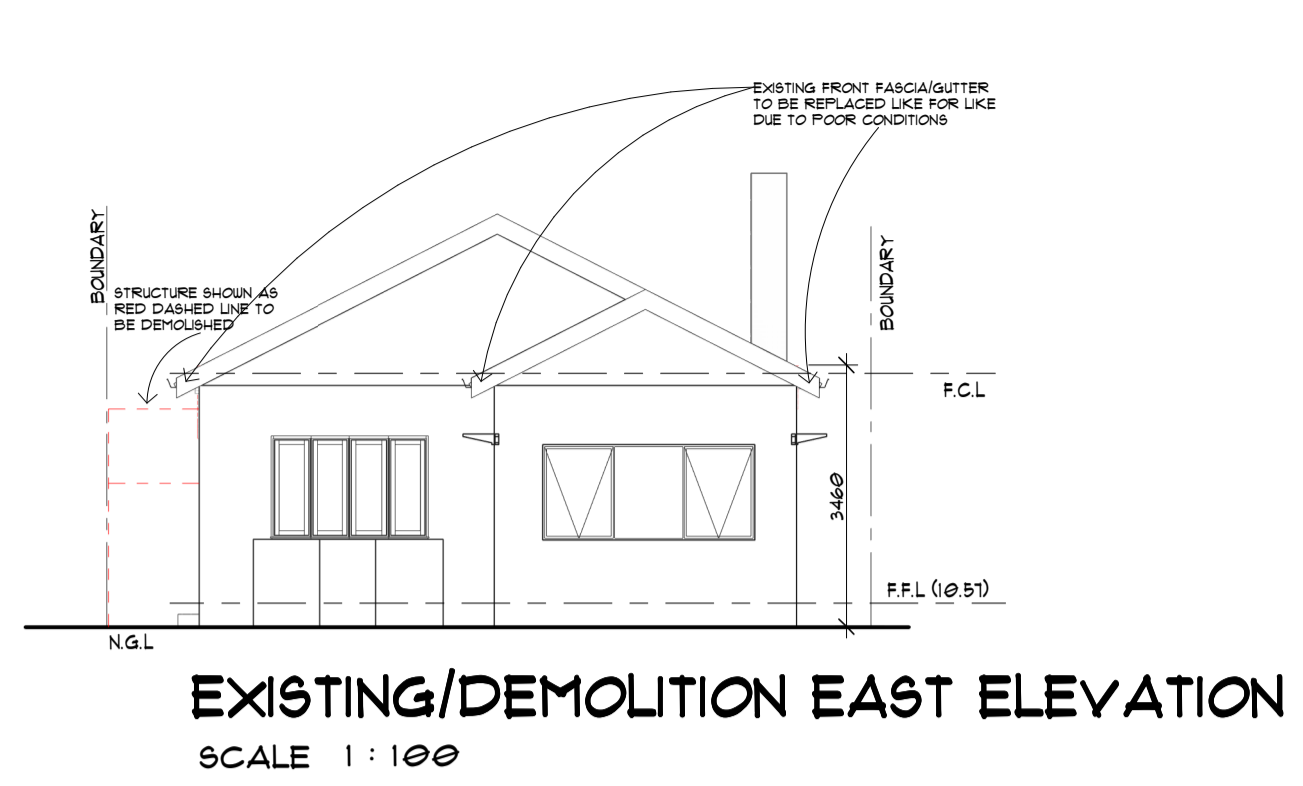 EXISTING FRONT FASCIA/GUTTER
TO BE REPLACED LIKE FOR LIKE
DUE TO POOR CONDITIONS
BOUNDARY
BOUNDARY
STRUCTURE SHOWN AS
RED DASHED LINE TO
BE DEMOLISHED
F.C.L
3460
F.F.L (10.57)
N.G.L
EXISTING/DEMOLITION EAST ELEVATION
SCALE 1 : 100